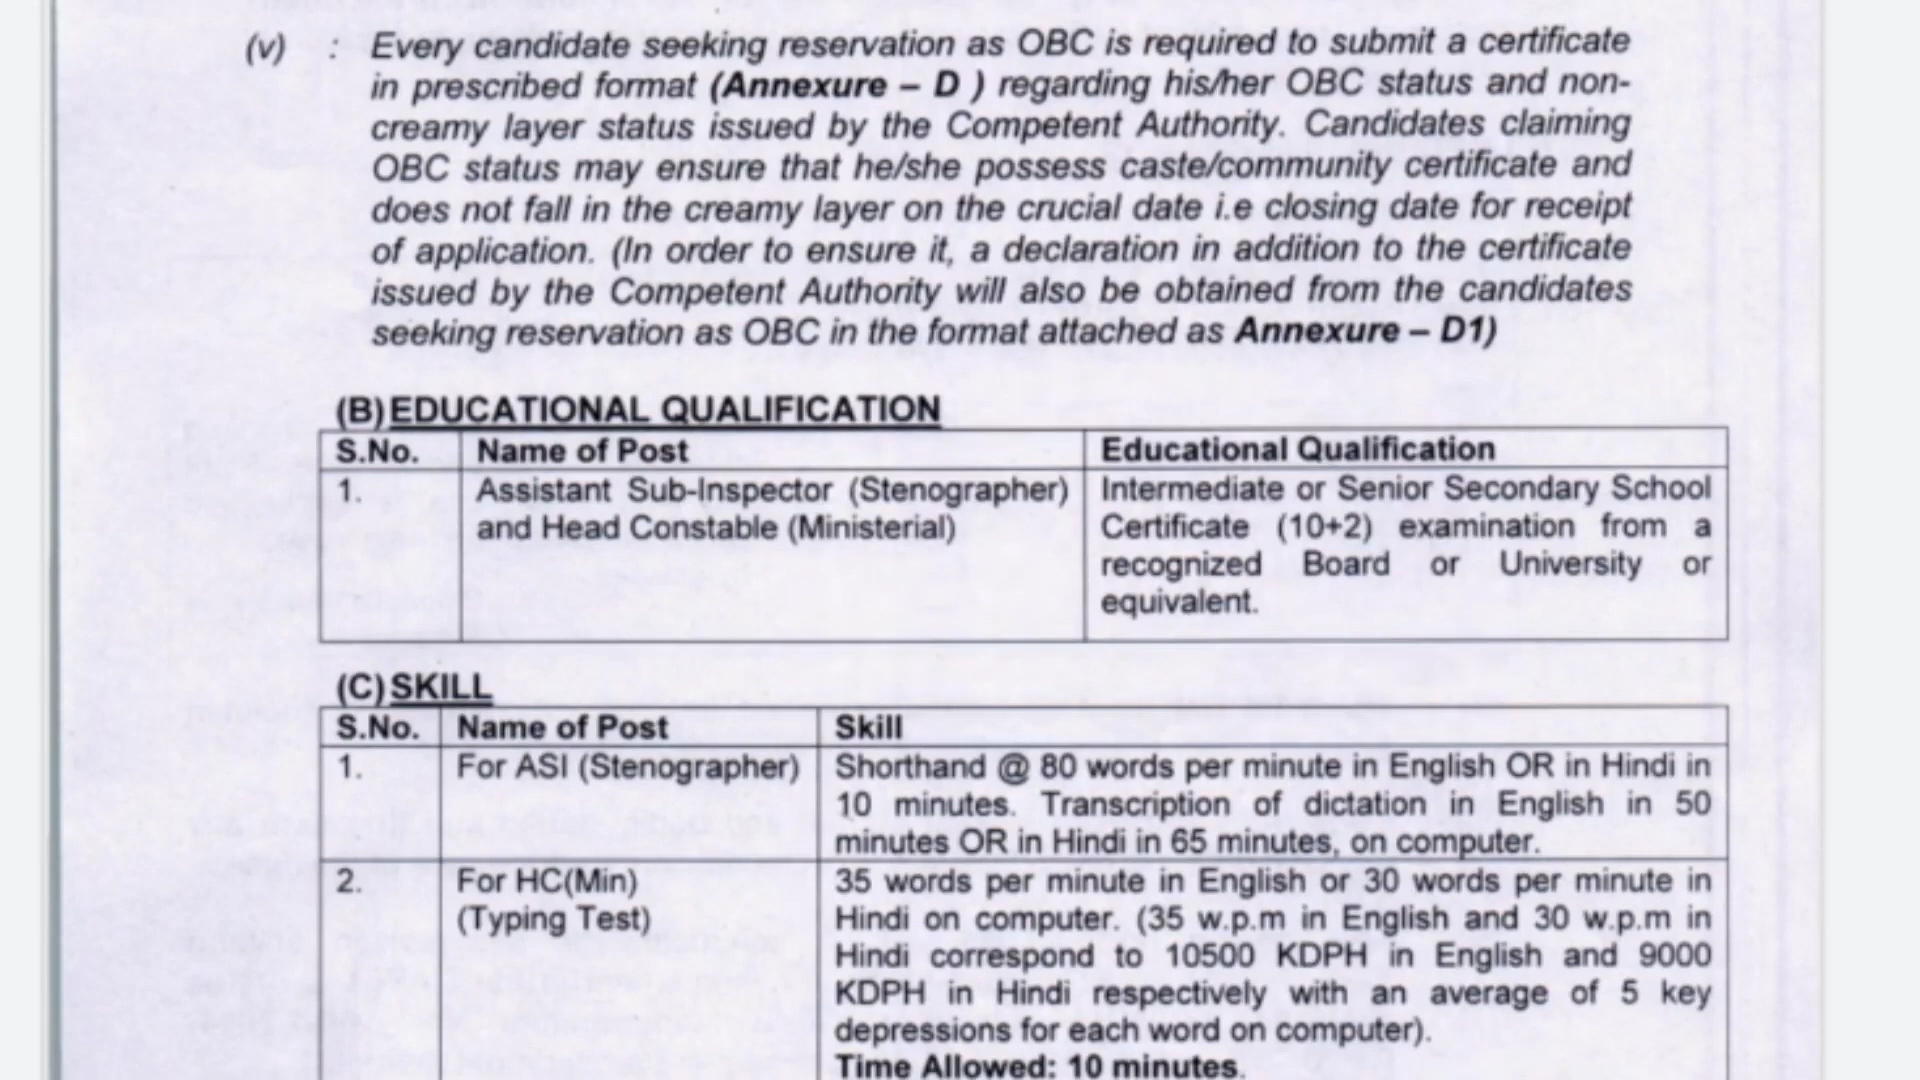 (v) : Every candidate seeking reservation as OBC is required to submit a certificate
in prescribed format (Annexure – D ) regarding his/her OBC status and non-
creamy layer status issued by the Competent Authority. Candidates claiming
OBC status may ensure that he/she possess caste/community certificate and
does not fall in the creamy layer on the crucial date i.e closing date for receipt
of application. (In order to ensure it, a declaration in addition to the certificate
issued by the Competent Authority will also be obtained from the candidates
seeking reservation as OBC in the format attached as Annexure – D1)
(B) EDUCATIONAL QUALIFICATION
S.No. Name of Post Educational Qualification
1. Assistant Sub-Inspector (Stenographer) Intermediate or Senior Secondary School
and Head Constable (Ministerial) Certificate (10+2) examination from a
recognized Board or University or
equivalent.
(C) SKILL
S.No. Name of Post Skill
1. For ASI (Stenographer) Shorthand @ 80 words per minute in English OR in Hindi in
10 minutes. Transcription of dictation in English in 50
minutes OR in Hindi in 65 minutes, on computer.
2. For HC(Min) 35 words per minute in English or 30 words per minute in
(Typing Test) Hindi on computer. (35 w.p.m in English and 30 w.p.m in
Hindi correspond to 10500 KDPH in English and 9000
KDPH in Hindi respectively with an average of 5 key
depressions for each word on computer).
Time Allowed: 10 minutes.